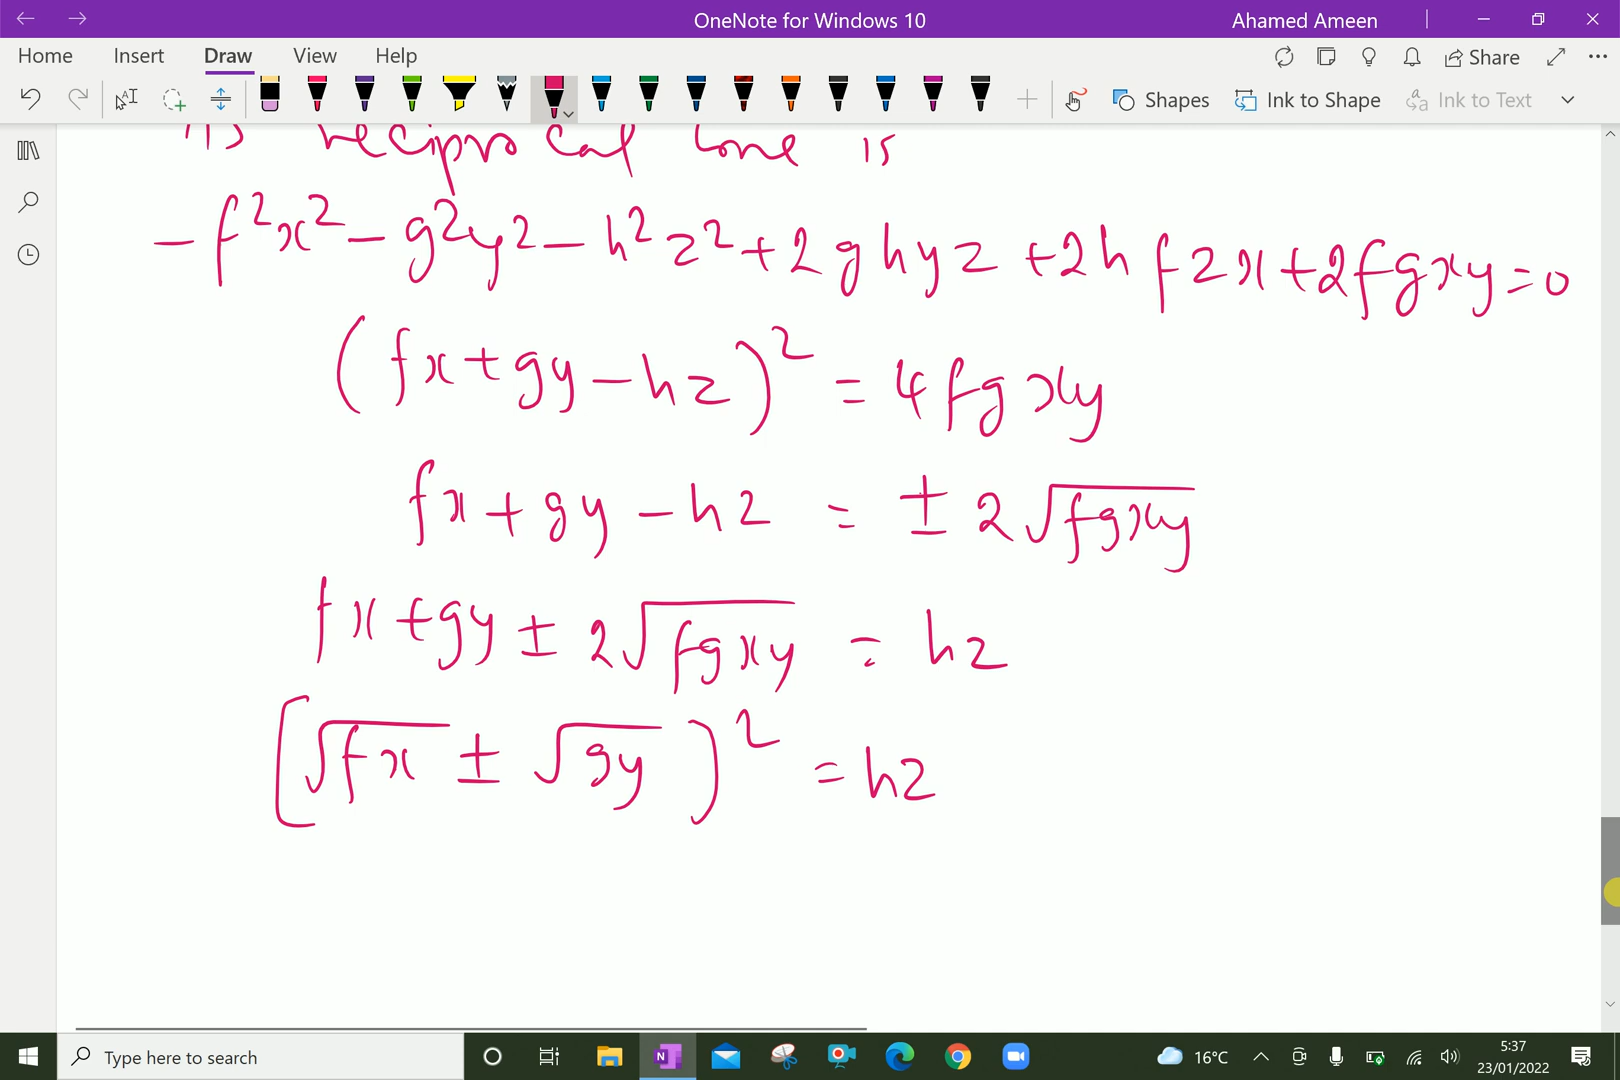 OneNote for Windows 10
Ahamed Ameen
Home Insert Draw View Help
Share
Shapes Ink to Shape Ink to Text
its reciprocal cone is
-f²x² - g²y² - h²z² + 2ghyz + 2hfzx + 2fgxy = 0
(fx + gy - hz)² = 4fgxy
fx + gy - hz = ± 2√fgxy
fx + gy ± 2√fgxy = hz
[√fx ± √gy)² = hz
Type here to search
16°C
5:37
23/01/2022